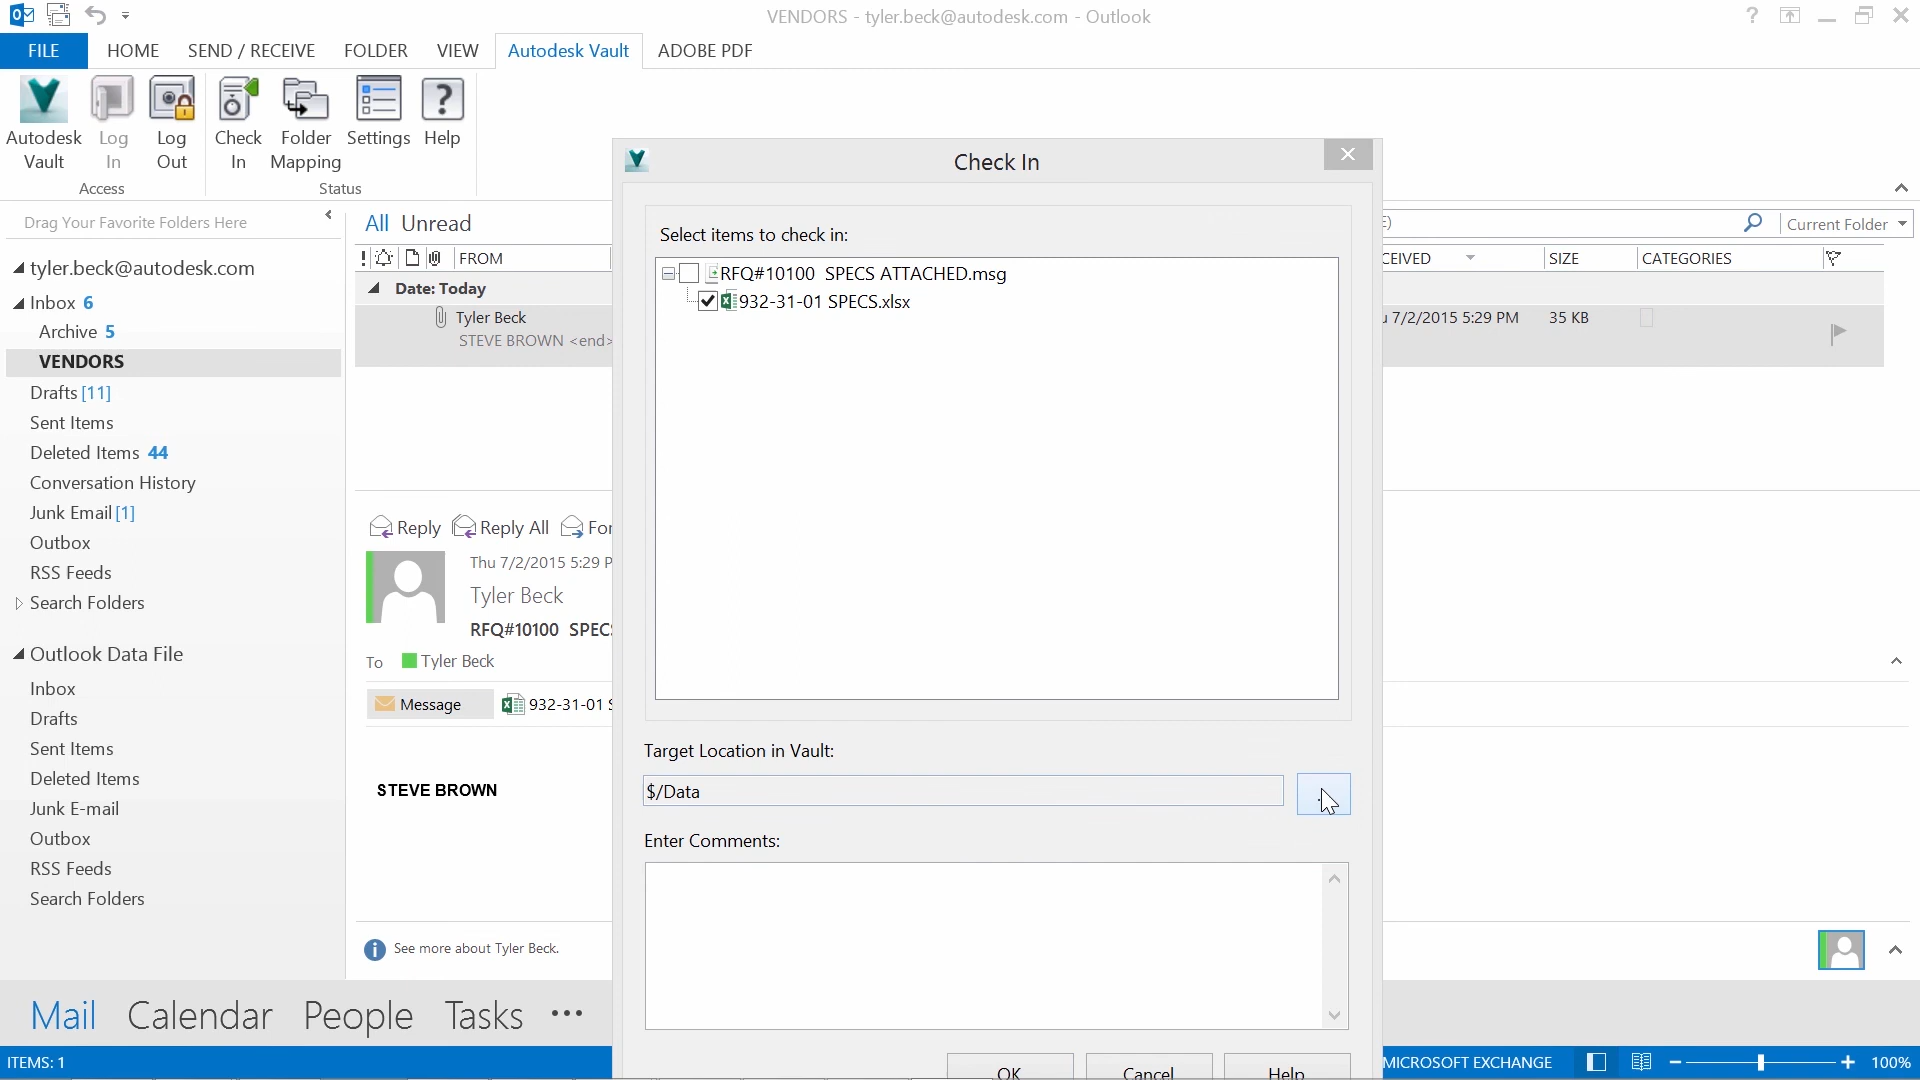 VENDORS - tyler.beck@autodesk.com - Outlook
FILE HOME SEND / RECEIVE FOLDER VIEW Autodesk Vault ADOBE PDF
Autodesk Vault
Log In
Log Out
Check In
Folder Mapping
Settings
Help
Access
Status
Drag Your Favorite Folders Here
tyler.beck@autodesk.com
Inbox 6
Archive 5
VENDORS
Drafts [11]
Sent Items
Deleted Items 44
Conversation History
Junk Email [1]
Outbox
RSS Feeds
Search Folders
Outlook Data File
Inbox
Drafts
Sent Items
Deleted Items
Junk E-mail
Outbox
RSS Feeds
Search Folders
All Unread
FROM
Date: Today
Tyler Beck
STEVE BROWN <end>
Reply Reply All For
Thu 7/2/2015 5:29 P
Tyler Beck
RFQ#10100 SPECS
To Tyler Beck
Message 932-31-01 S
STEVE BROWN
See more about Tyler Beck.
Check In
Select items to check in:
RFQ#10100 SPECS ATTACHED.msg
932-31-01 SPECS.xlsx
Target Location in Vault:
$/Data
Enter Comments:
OK Cancel Help
Current Folder
CEIVED SIZE CATEGORIES
7/2/2015 5:29 PM 35 KB
Mail Calendar People Tasks •••
ITEMS: 1
MICROSOFT EXCHANGE
100%